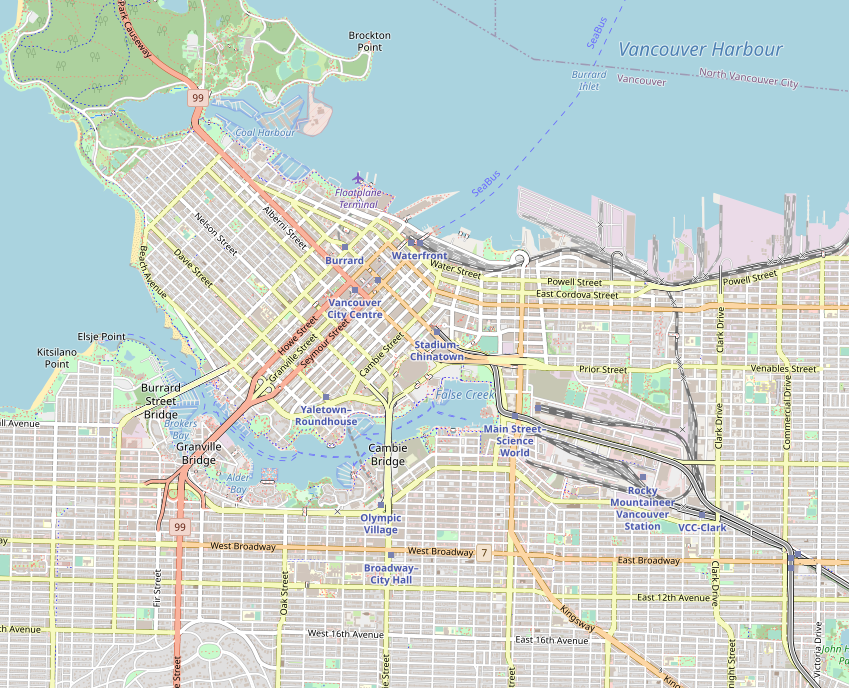 Park Causeway
Brockton
Point
SeaBus
Vancouver Harbour
Burrard
Inlet
Vancouver
North Vancouver City
99
Coal Harbour
SeaBus
Floatplane
Terminal
Nelson Street
Alberni Street
Davie Street
Beach Avenue
Burrard
Waterfront
Water Street
Powell Street
Powell Street
East Cordova Street
Vancouver
City Centre
Clark Drive
Elsje Point
Kitsilano
Point
Howe Street
Granville Street
Seymour Street
Cambie Street
Stadium–
Chinatown
Prior Street
Venables Street
Burrard
Street
Bridge
False Creek
Commercial Drive
Yaletown–
Roundhouse
Brokers
Bay
Main Street–
Science
World
Clark Drive
Granville
Bridge
Cambie
Bridge
Alder
Bay
Rocky
Mountaineer
Vancouver
Station
VCC–Clark
Olympic
Village
99
West Broadway
West Broadway
7
East Broadway
Broadway–
City Hall
Fir Street
Oak Street
Clark Drive
East 12th Avenue
Kingsway
West 16th Avenue
East 16th Avenue
Victoria Drive